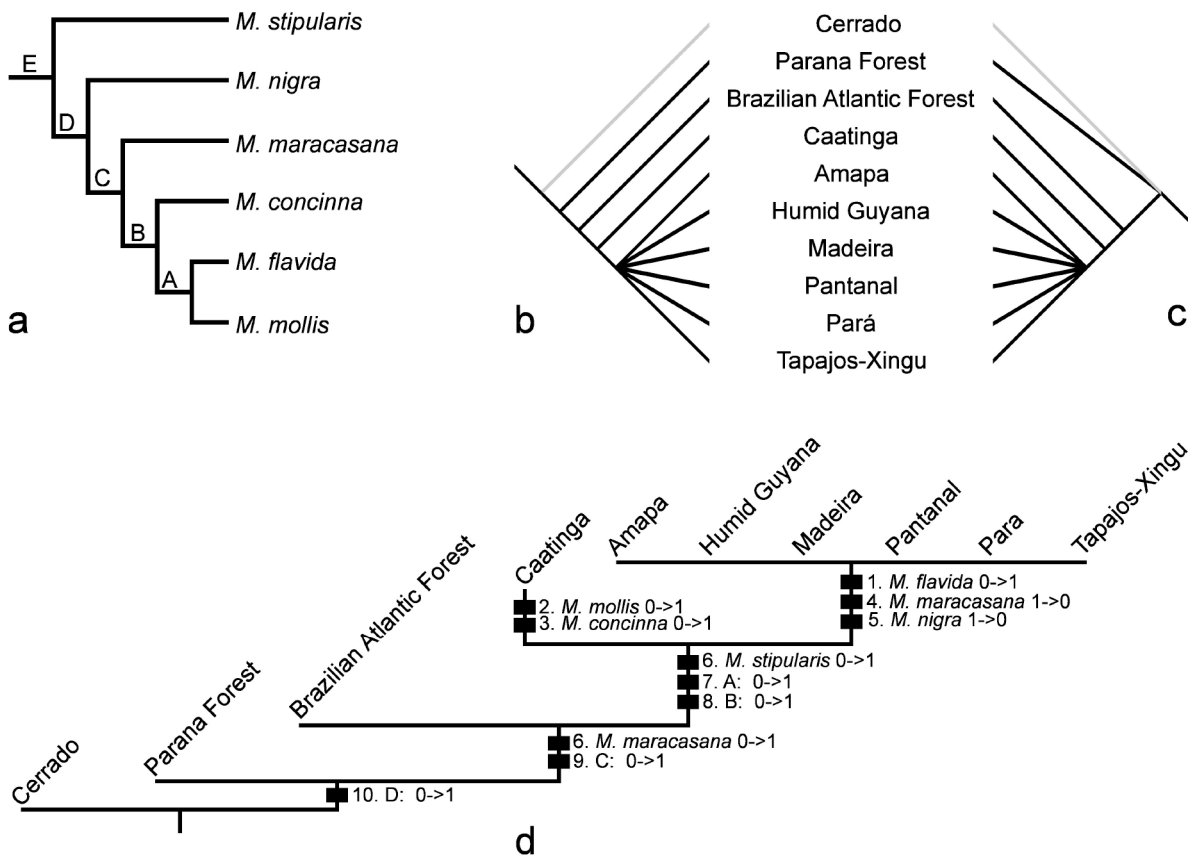 E
M. stipularis
D
M. nigra
C
M. maracasana
B
M. concinna
A
M. flavida
M. mollis
a
Cerrado
Parana Forest
Brazilian Atlantic Forest
Caatinga
Amapa
Humid Guyana
Madeira
Pantanal
Pará
Tapajos-Xingu
b
c
Cerrado
Parana Forest
Brazilian Atlantic Forest
Caatinga
Amapa
Humid Guyana
Madeira
Pantanal
Para
Tapajos-Xingu
1. M. flavida 0->1
4. M. maracasana 1->0
5. M. nigra 1->0
2. M. mollis 0->1
3. M. concinna 0->1
6. M. stipularis 0->1
7. A: 0->1
8. B: 0->1
6. M. maracasana 0->1
9. C: 0->1
10. D: 0->1
d